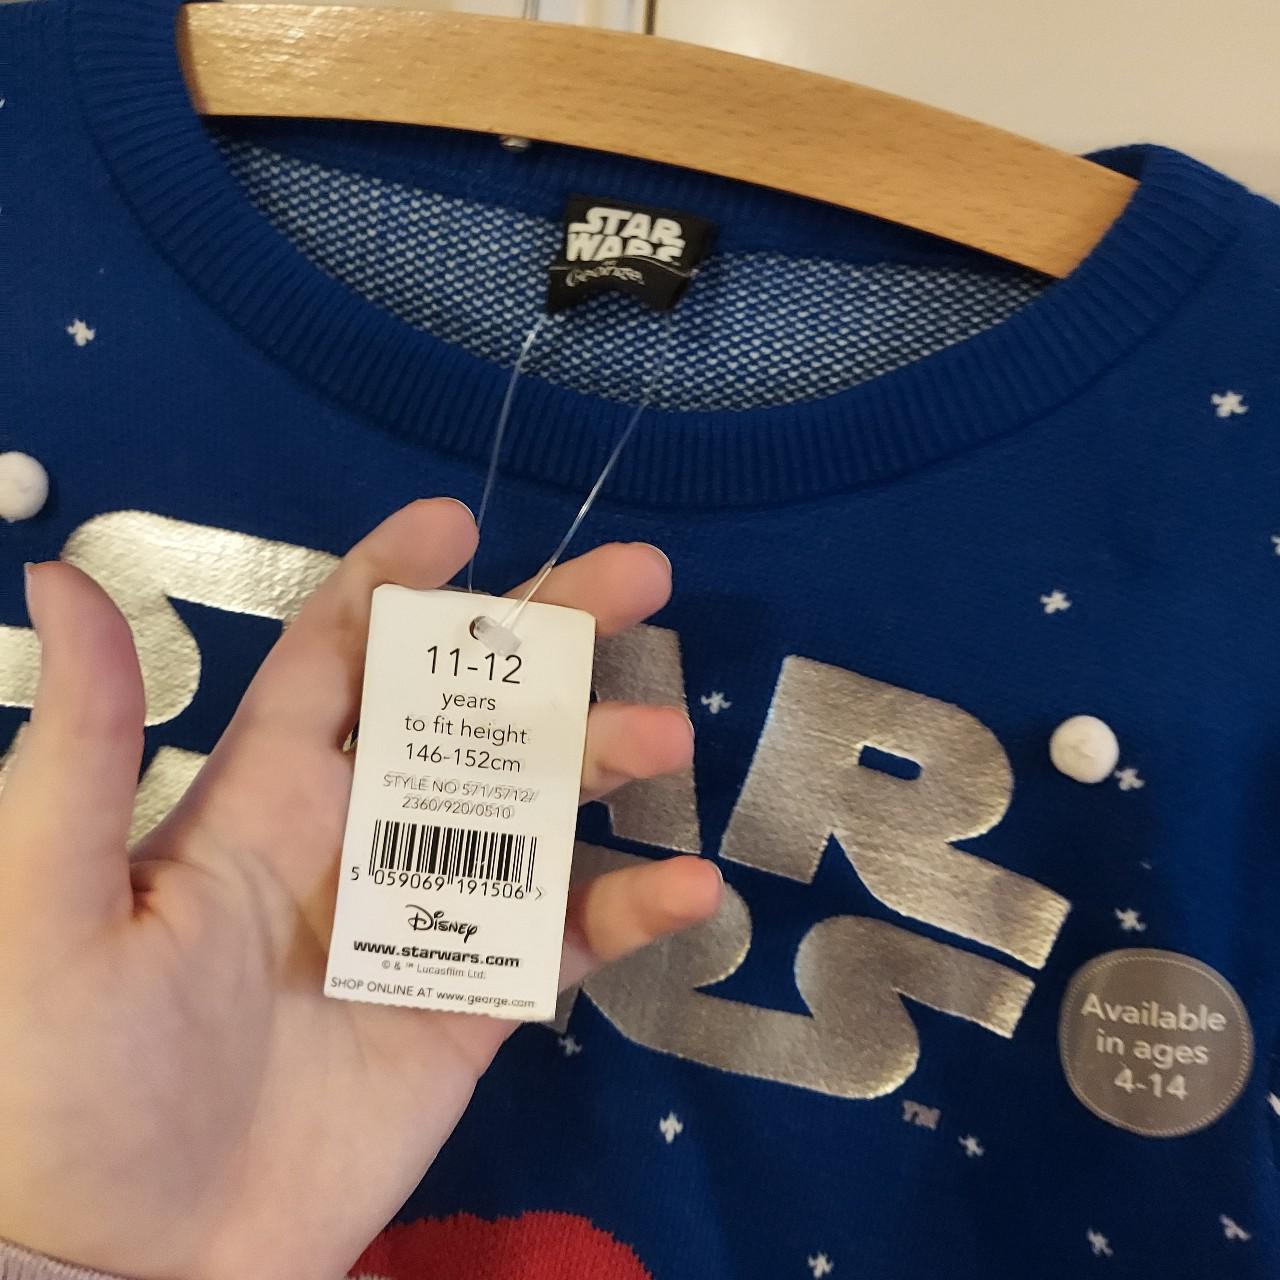 STAR
WARS
George.
11-12
years
to fit height
146-152cm
STYLE NO 571/5712/
2360/920/0510
5 059069 191506 >
Disney
www.starwars.com
© & ™ Lucasfilm Ltd.
SHOP ONLINE AT www.george.com
STAR
WARS
TM
Available
in ages
4-14